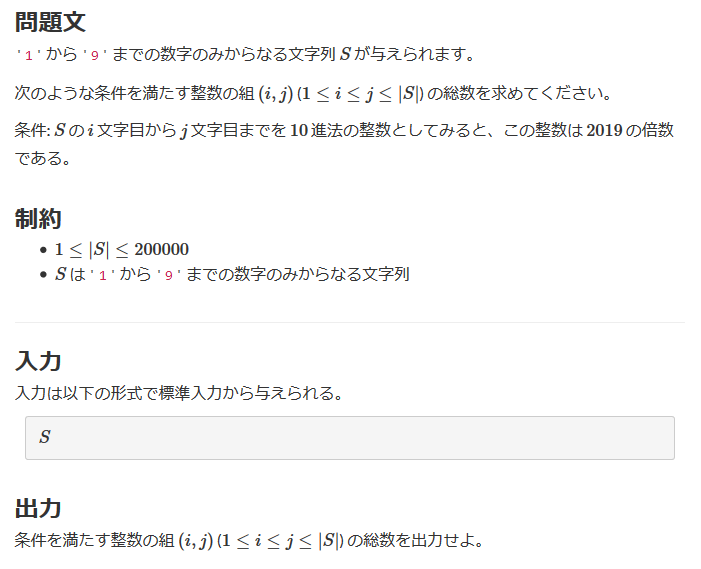 問題文
'1' から '9' までの数字のみからなる文字列 S が与えられます。
次のような条件を満たす整数の組 (i, j) (1 ≤ i ≤ j ≤ |S|) の総数を求めてください。
条件: S の i 文字目から j 文字目までを 10 進法の整数としてみると、この整数は 2019 の倍数
である。
制約
• 1 ≤ |S| ≤ 200000
• S は '1' から '9' までの数字のみからなる文字列
入力
入力は以下の形式で標準入力から与えられる。
S
出力
条件を満たす整数の組 (i, j) (1 ≤ i ≤ j ≤ |S|) の総数を出力せよ。